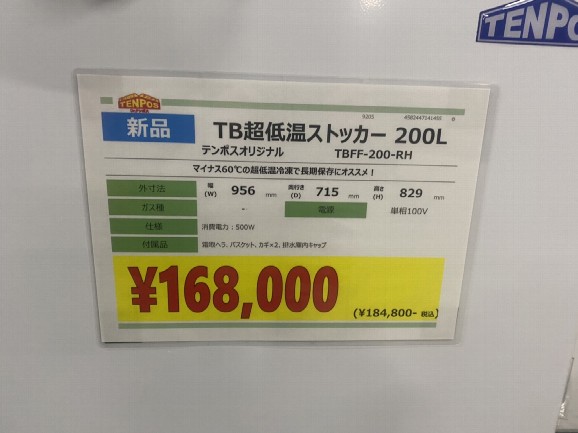 TENPOS
TENPOS
9203 4582447141495 0
新品
TB超低温ストッカー 200L
テンポスオリジナル TBFF-200-RH
マイナス60℃の超低温冷凍で長期保存にオススメ！
外寸法 幅(W) 956 mm 奥行き(D) 715 mm 高さ(H) 829 mm
ガス種 - 電源 単相100V
仕様 消費電力：500W
付属品 霜取へラ、バスケット、カギ×2、排水庫内キャップ
¥168,000
(¥184,800- 税込)